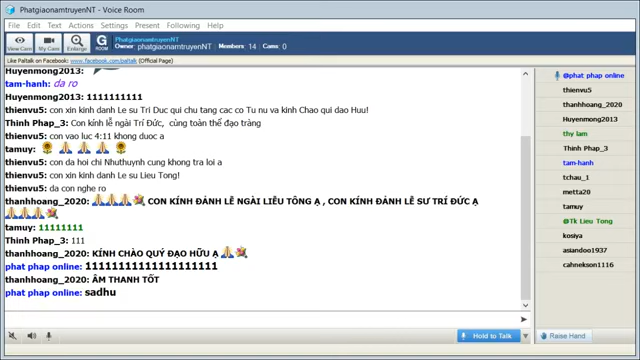 PhatgiaonamtruyenNT - Voice Room
File Edit Text Actions Settings Present Following Help
View Cam My Cam Enlarge
G ROOM
PhatgiaonamtruyenNT
Owner: phatgiaonamtruyenNT Members: 14 Cams: 0
Like Paltalk on Facebook: www.facebook.com/paltalk (Official Page)
Huyenmong2013:
tam-hanh: da ro
Huyenmong2013: 1111111111
thienvu5: con xin kinh danh Le su Tri Duc qui chu tang cac co Tu nu va kinh Chao qui dao Huu!
Thinh Phap_3: Con kính lễ ngài Trí Đức, cùng toàn thể đạo tràng
thienvu5: con vao luc 4:11 khong duoc a
tamuy:
thienvu5: con da hoi chi Nhuthuynh cung khong tra loi a
thienvu5: con xin kinh danh Le su Lieu Tong!
thienvu5: da con nghe ro
thanhhoang_2020: CON KÍNH ĐẢNH LỄ NGÀI LIỄU TÔNG Ạ , CON KÍNH ĐẢNH LỄ SƯ TRÍ ĐỨC Ạ
tamuy: 11111111
Thinh Phap_3: 111
thanhhoang_2020: KÍNH CHÀO QUÝ ĐẠO HỮU Ạ
phat phap online: 11111111111111111111
thanhhoang_2020: ÂM THANH TỐT
phat phap online: sadhu
@phat phap online
thienvu5
thanhhoang_2020
Huyenmong2013
thy lam
Thinh Phap_3
tam-hanh
tchau_1
metta20
tamuy
@Tk Lieu Tong
kosiya
asiandoo1937
cahnekson1116
Hold to Talk
Raise Hand